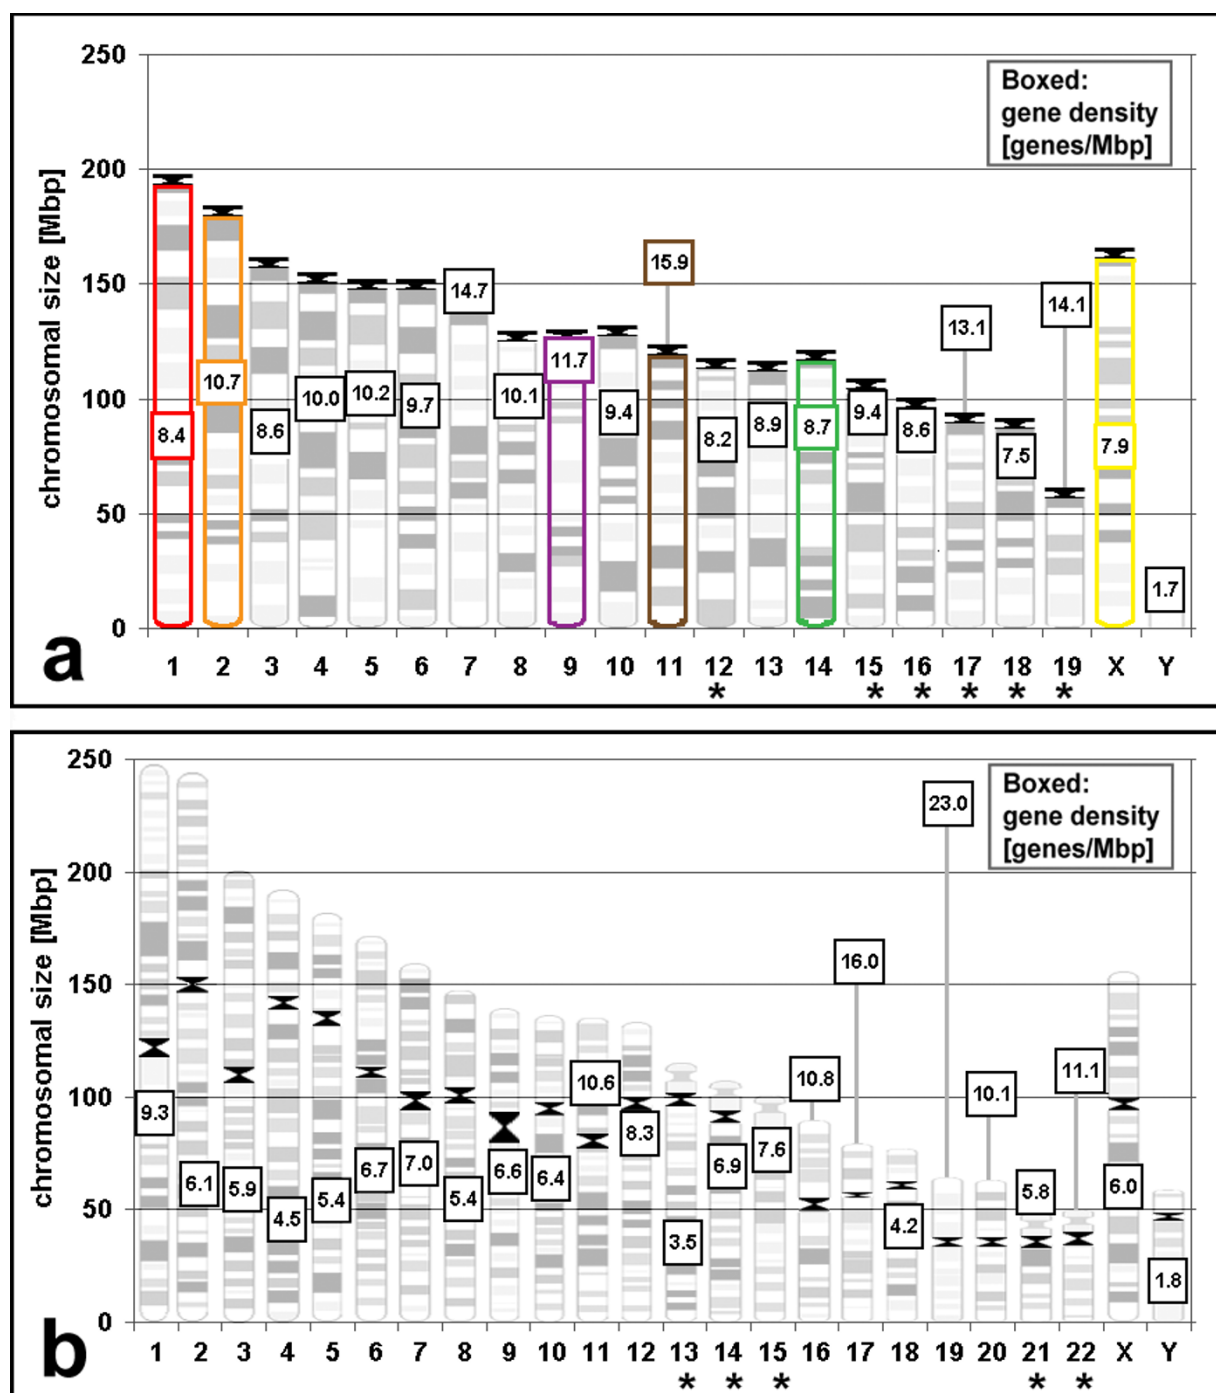 250
200
150
100
50
0
chromosomal size [Mbp]
Boxed:
gene density
[genes/Mbp]
8.4 10.7 8.6 10.0 10.2 9.7 14.7 10.1 11.7 9.4 15.9 8.2 8.9 8.7 9.4 8.6 13.1 7.5 14.1 7.9 1.7
1 2 3 4 5 6 7 8 9 10 11 12 13 14 15 16 17 18 19 X Y
* * * * * *
a
250
200
150
100
50
0
chromosomal size [Mbp]
Boxed:
gene density
[genes/Mbp]
9.3 6.1 5.9 4.5 5.4 6.7 7.0 5.4 6.6 6.4 10.6 8.3 3.5 6.9 7.6 10.8 16.0 4.2 23.0 10.1 5.8 11.1 6.0 1.8
1 2 3 4 5 6 7 8 9 10 11 12 13 14 15 16 17 18 19 20 21 22 X Y
* * * * *
b